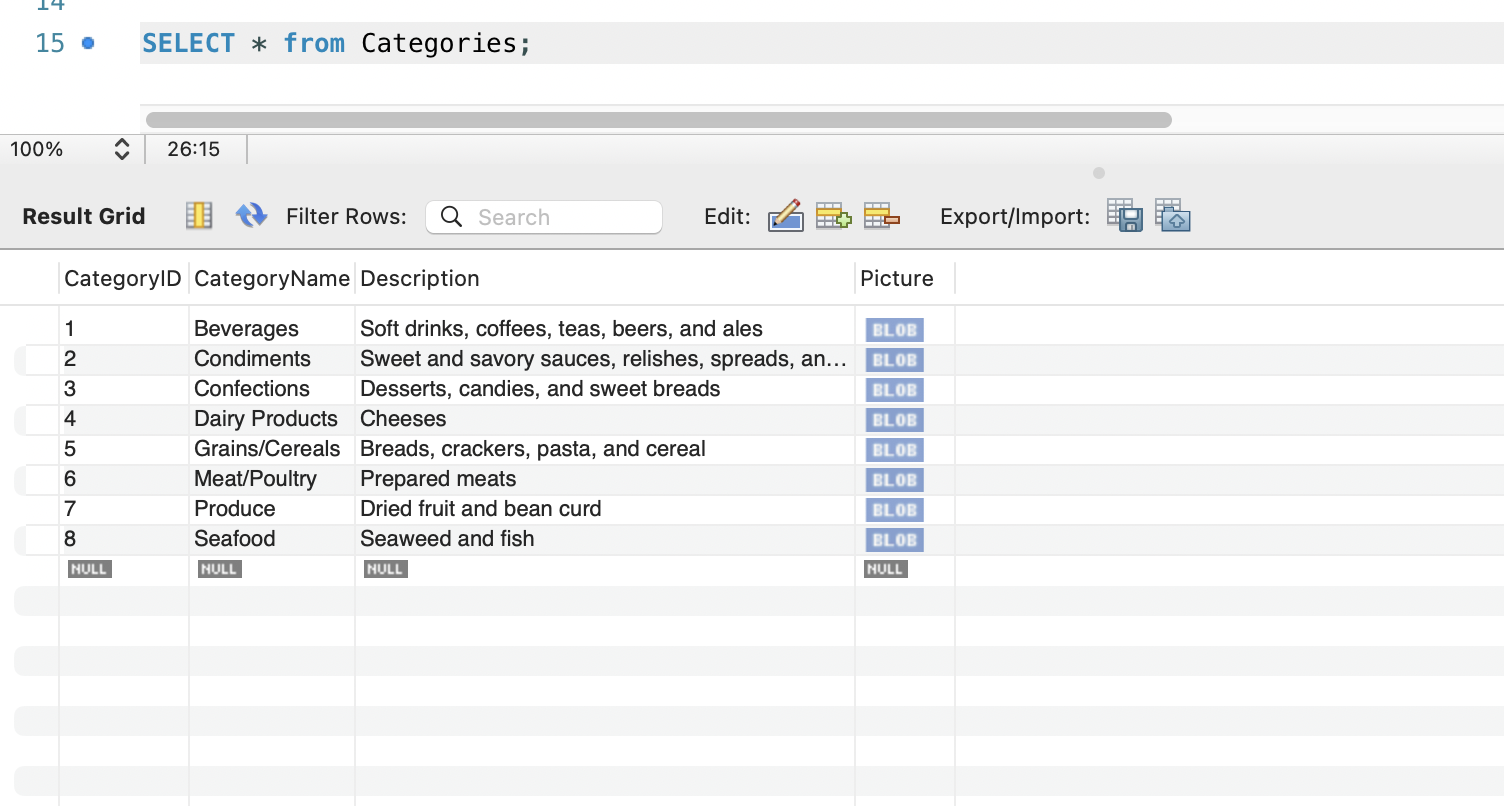 14
15 SELECT * from Categories;
100% 26:15
Result Grid Filter Rows: Search Edit: Export/Import:
CategoryID CategoryName Description Picture
1 Beverages Soft drinks, coffees, teas, beers, and ales BLOB
2 Condiments Sweet and savory sauces, relishes, spreads, an... BLOB
3 Confections Desserts, candies, and sweet breads BLOB
4 Dairy Products Cheeses BLOB
5 Grains/Cereals Breads, crackers, pasta, and cereal BLOB
6 Meat/Poultry Prepared meats BLOB
7 Produce Dried fruit and bean curd BLOB
8 Seafood Seaweed and fish BLOB
NULL NULL NULL NULL